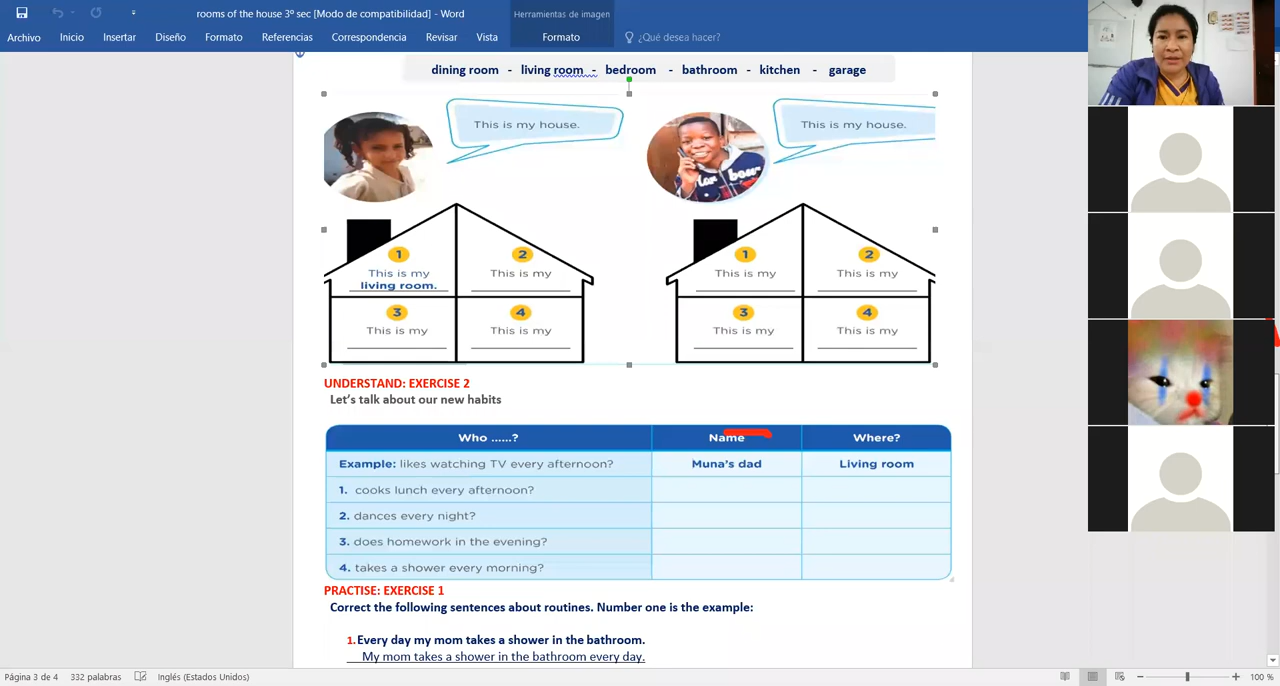 rooms of the house 3º sec [Modo de compatibilidad] - Word
Herramientas de imagen
Archivo Inicio Insertar Diseño Formato Referencias Correspondencia Revisar Vista Formato ¿Qué desea hacer?
dining room - living room - bedroom - bathroom - kitchen - garage
This is my house.
This is my house.
1
This is my
living room.
2
This is my
3
This is my
4
This is my
1
This is my
2
This is my
3
This is my
4
This is my
UNDERSTAND: EXERCISE 2
Let's talk about our new habits
Who ......? Name Where?
Example: likes watching TV every afternoon? Muna's dad Living room
1. cooks lunch every afternoon?
2. dances every night?
3. does homework in the evening?
4. takes a shower every morning?
PRACTISE: EXERCISE 1
Correct the following sentences about routines. Number one is the example:
1. Every day my mom takes a shower in the bathroom.
My mom takes a shower in the bathroom every day.
Página 3 de 4 332 palabras Inglés (Estados Unidos) 100 %